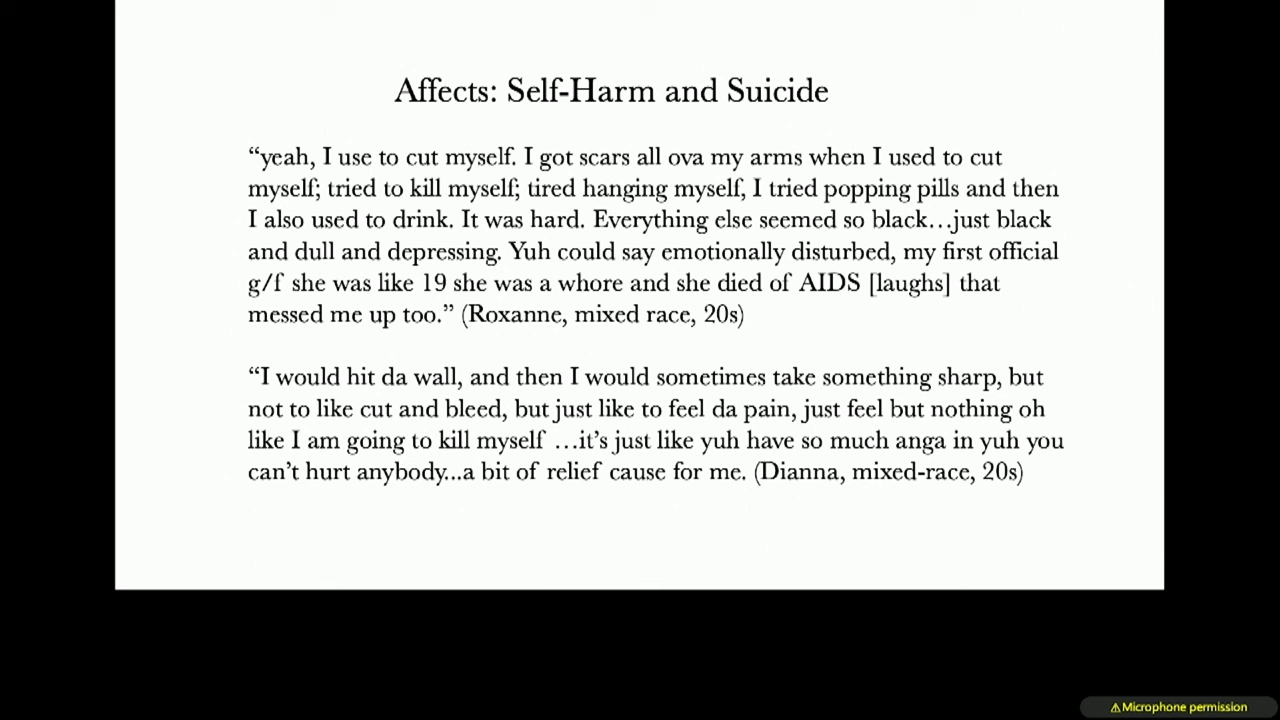 Affects: Self-Harm and Suicide
“yeah, I use to cut myself. I got scars all ova my arms when I used to cut
myself; tried to kill myself; tired hanging myself, I tried popping pills and then
I also used to drink. It was hard. Everything else seemed so black…just black
and dull and depressing. Yuh could say emotionally disturbed, my first official
g/f she was like 19 she was a whore and she died of AIDS [laughs] that
messed me up too.” (Roxanne, mixed race, 20s)
“I would hit da wall, and then I would sometimes take something sharp, but
not to like cut and bleed, but just like to feel da pain, just feel but nothing oh
like I am going to kill myself …it’s just like yuh have so much anga in yuh you
can’t hurt anybody...a bit of relief cause for me. (Dianna, mixed-race, 20s)
⚠Microphone permission